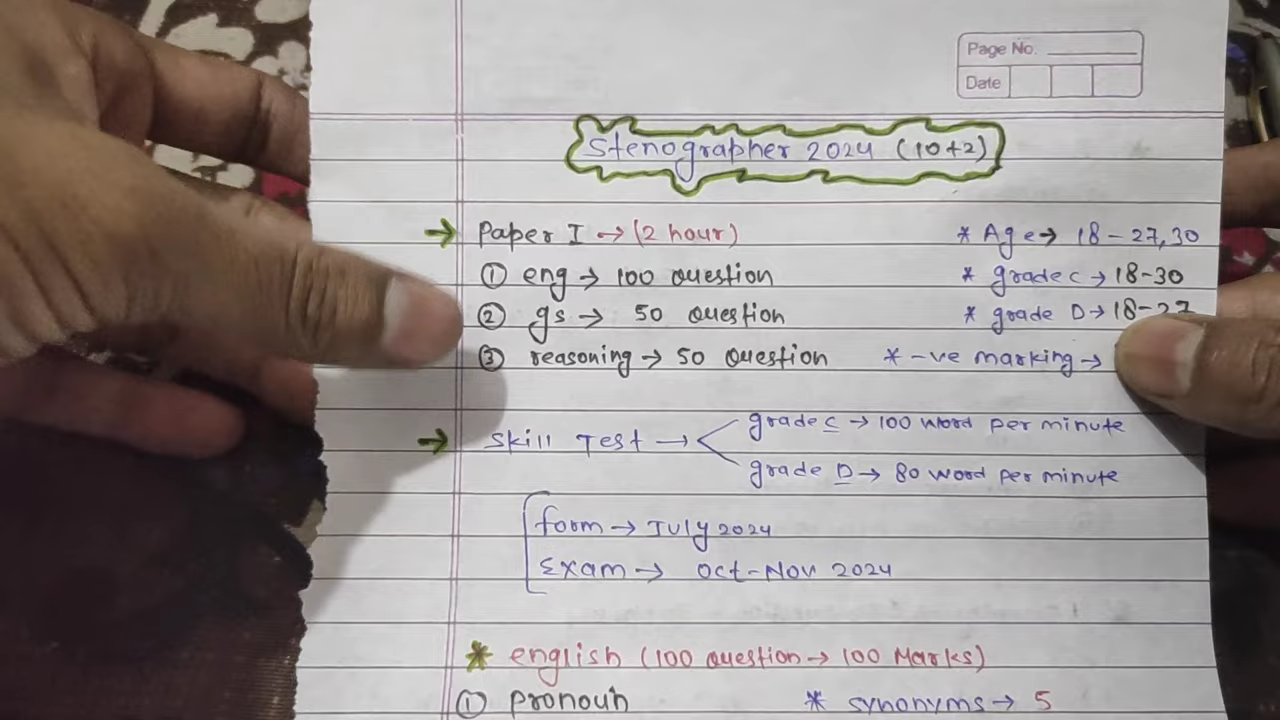 Page No.
Date
Stenographer 2024 (10+2)
→ Paper I → (2 hour)
* Age → 18-27,30
① eng → 100 question
* grade c → 18-30
② gs → 50 question
* grade D → 18-27
③ reasoning → 50 question
* -ve marking →
→ Skill Test → grade c → 100 word per minute
grade D → 80 word per minute
form → July 2024
Exam → oct-Nov 2024
* english (100 question → 100 Marks)
① pronoun
* synonyms → 5